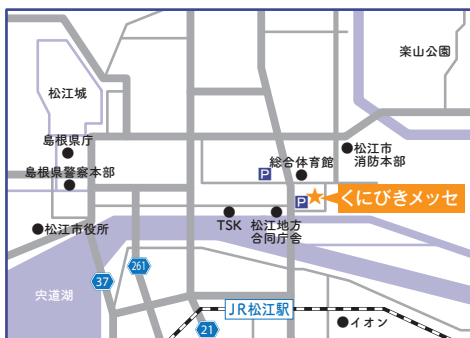 楽山公園
松江城
島根県庁
島根県警察本部
松江市
消防本部
総合体育館
P
P
くにびきメッセ
松江市役所
TSK
松江地方
合同庁舎
宍道湖
261
37
JR松江駅
21
イオン